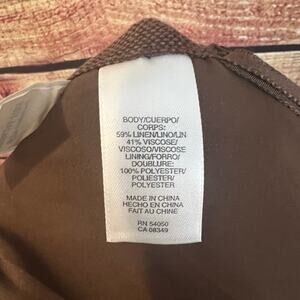 BODY/CUERPO/
CORPS:
59% LINEN/LINO/LIN
41% VISCOSE/
VISCOSO/VISCOSE
LINING/FORRO/
DOUBLURE:
100% POLYESTER/
POLIESTER/
POLYESTER
MADE IN CHINA
HECHO EN CHINA
FAIT AU CHINE
RN 54050
CA 08349